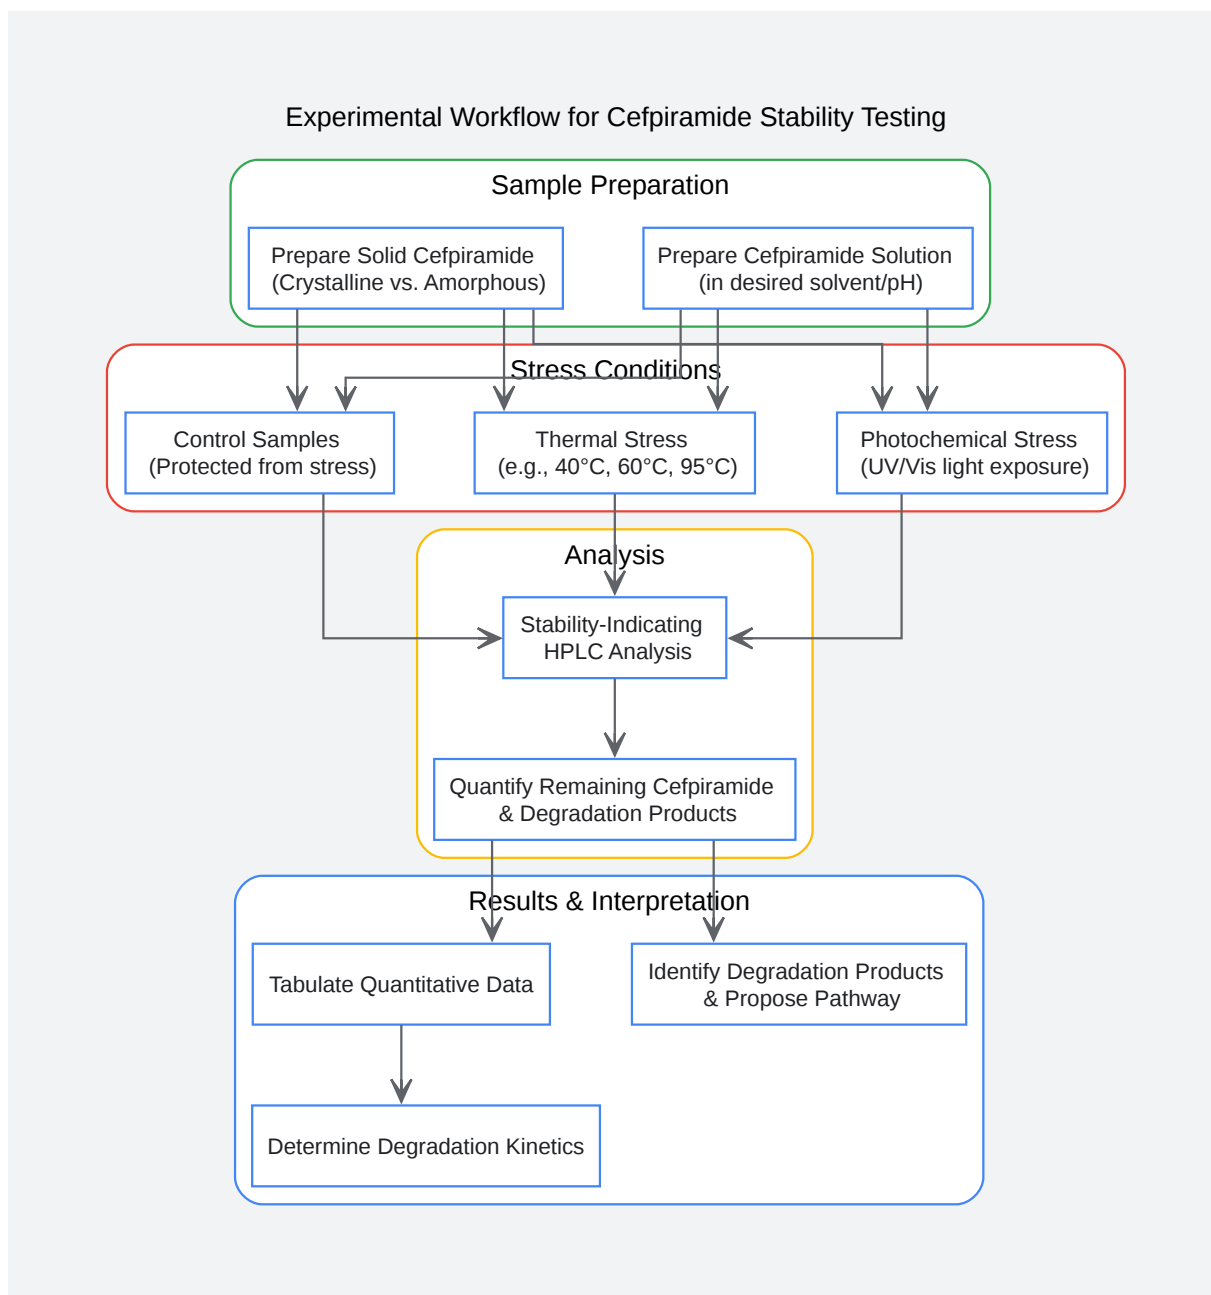 Experimental Workflow for Cefpiramide Stability Testing
Sample Preparation
Prepare Solid Cefpiramide
(Crystalline vs. Amorphous)
Prepare Cefpiramide Solution
(in desired solvent/pH)
Stress Conditions
Control Samples
(Protected from stress)
Thermal Stress
(e.g., 40°C, 60°C, 95°C)
Photochemical Stress
(UV/Vis light exposure)
Analysis
Stability-Indicating
HPLC Analysis
Quantify Remaining Cefpiramide
& Degradation Products
Results & Interpretation
Tabulate Quantitative Data
Identify Degradation Products
& Propose Pathway
Determine Degradation Kinetics